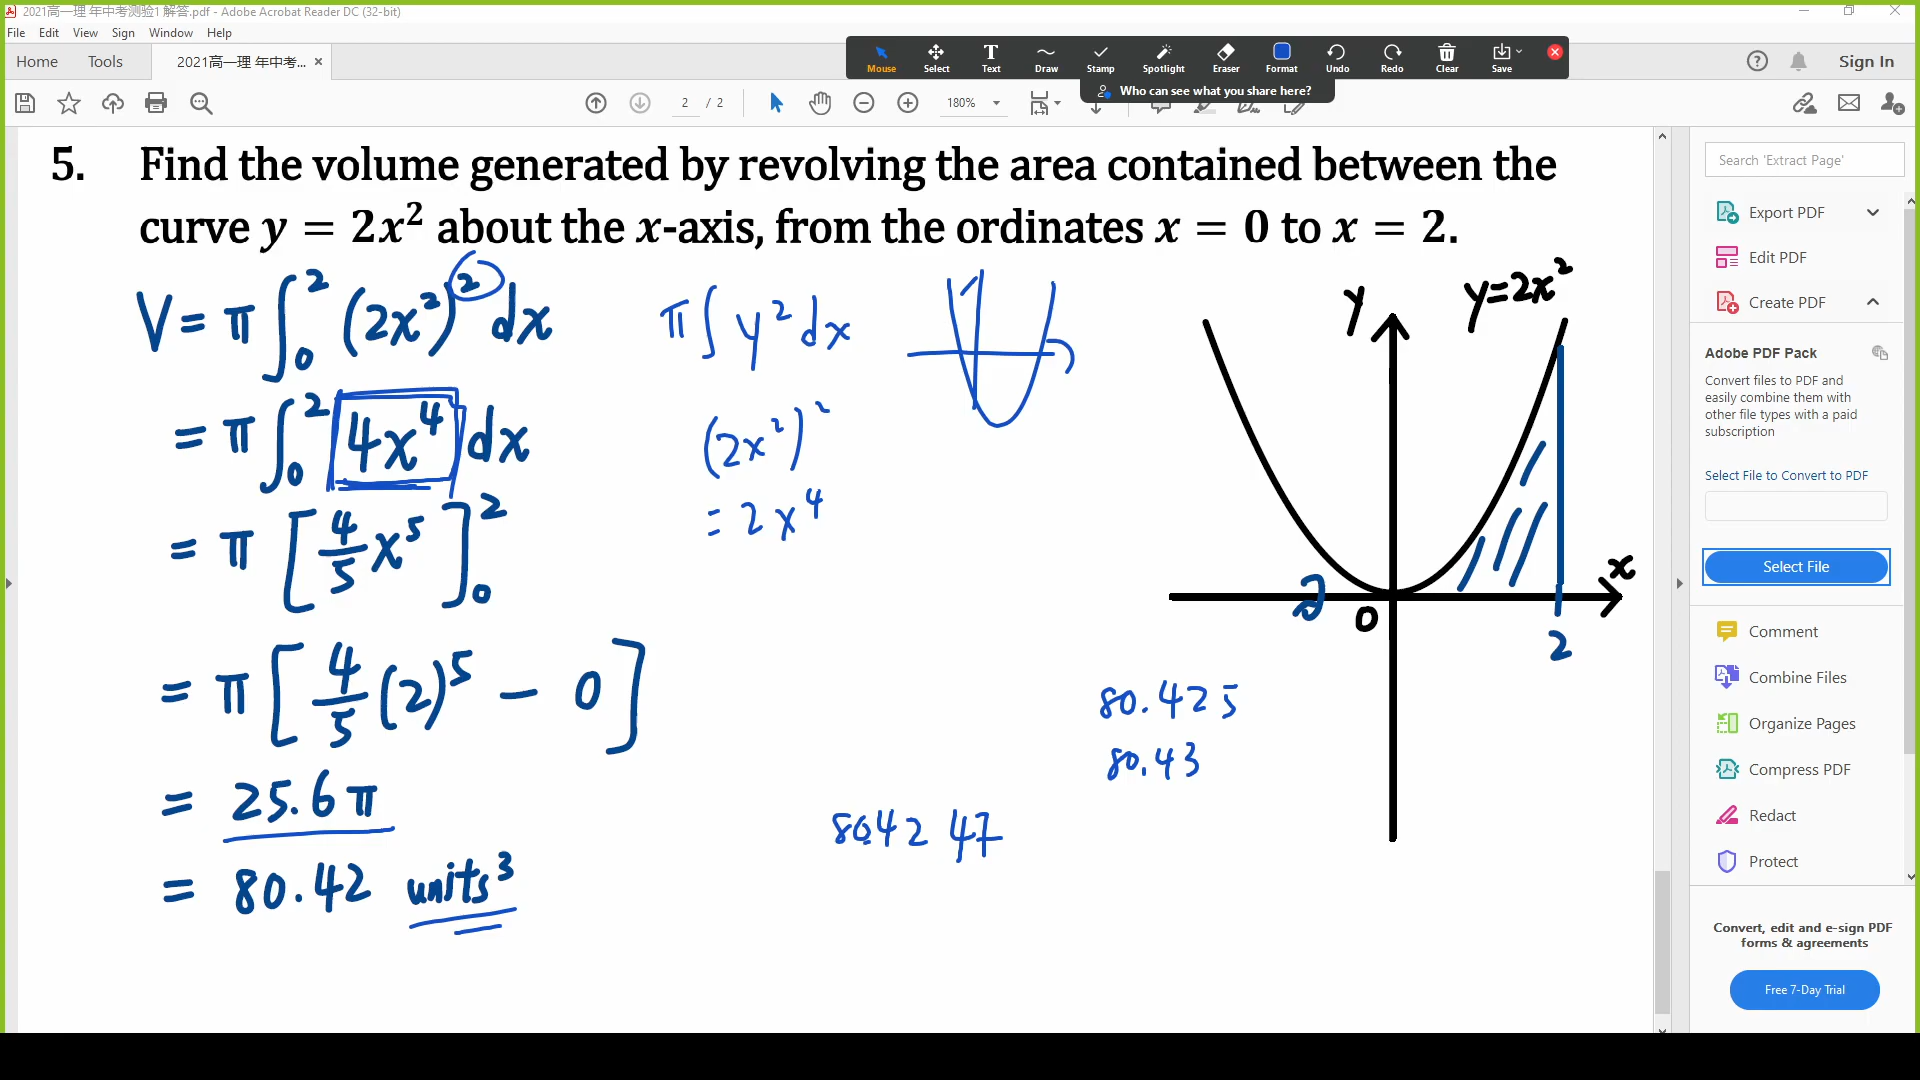 2021高一理 年中考测验1 解答.pdf - Adobe Acrobat Reader DC (32-bit)
File Edit View Sign Window Help
Home Tools 2021高一理 年中考... × Sign In
Mouse Select Text Draw Stamp Spotlight Eraser Format Undo Redo Clear Save
Who can see what you share here?
2 / 2 180%
5. Find the volume generated by revolving the area contained between the
curve y = 2x² about the x-axis, from the ordinates x = 0 to x = 2.
V = π ∫₀² (2x²)² dx
= π ∫₀² 4x⁴ dx
= π [4/5 x⁵]₀²
= π [4/5 (2)⁵ − 0]
= 25.6π
= 80.42 units³
π ∫ y² dx
(2x²)²
= 2x⁴
80.42 47
80.425
80.43
y
y=2x²
x
2
0
2
Search 'Extract Page'
Export PDF
Edit PDF
Create PDF
Adobe PDF Pack
Convert files to PDF and
easily combine them with
other file types with a paid
subscription
Select File to Convert to PDF
Select File
Comment
Combine Files
Organize Pages
Compress PDF
Redact
Protect
Convert, edit and e-sign PDF
forms & agreements
Free 7-Day Trial